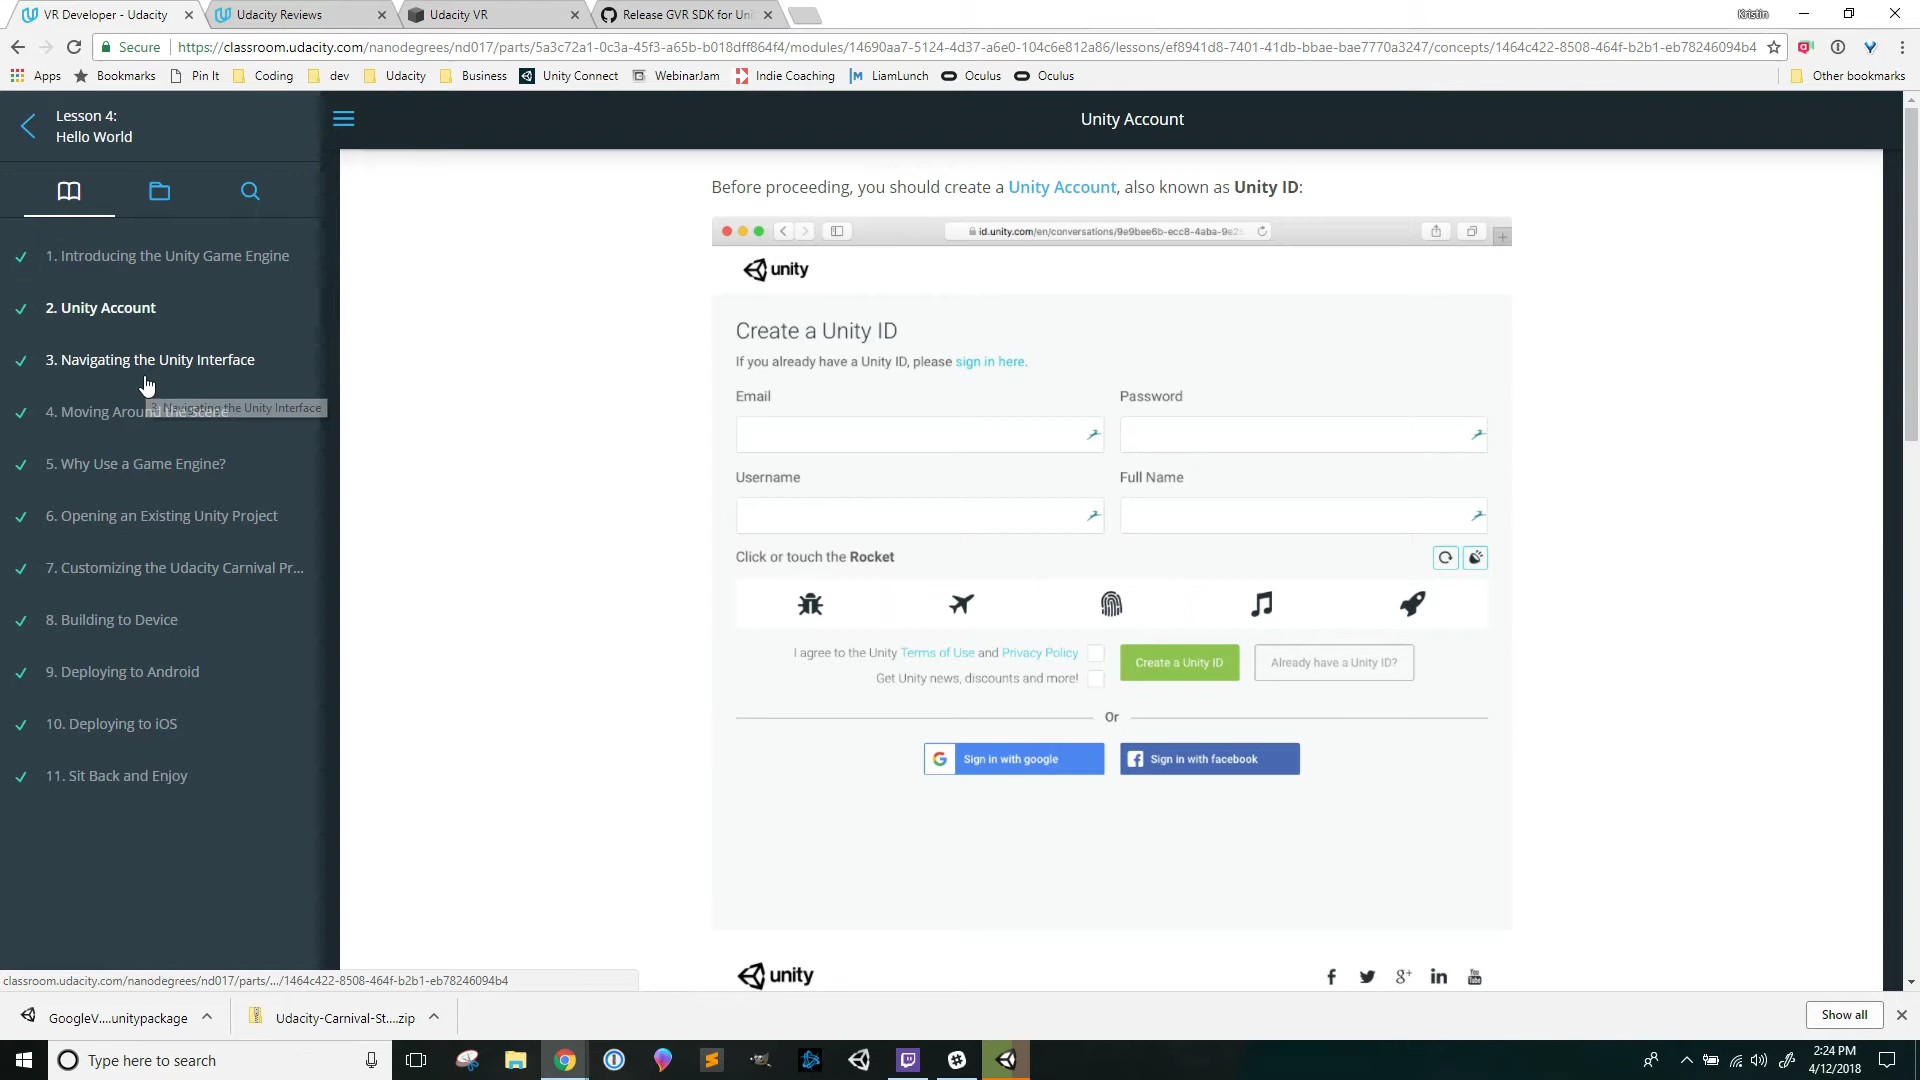 VR Developer - Udacity
Udacity Reviews
Udacity VR
Release GVR SDK for Uni
Kristin
Secure
https://classroom.udacity.com/nanodegrees/nd017/parts/5a3c72a1-0c3a-45f3-a65b-b018dff864f4/modules/14690aa7-5124-4d37-a6e0-104c6e812a86/lessons/ef8941d8-7401-41db-bbae-bae7770a3247/concepts/1464c422-8508-464f-b2b1-eb78246094b4
Apps Bookmarks Pin It Coding dev Udacity Business Unity Connect WebinarJam Indie Coaching LiamLunch Oculus Oculus Other bookmarks
Lesson 4:
Hello World
Unity Account
1. Introducing the Unity Game Engine
2. Unity Account
3. Navigating the Unity Interface
3. Navigating the Unity Interface
4. Moving Around the Scene
5. Why Use a Game Engine?
6. Opening an Existing Unity Project
7. Customizing the Udacity Carnival Pr...
8. Building to Device
9. Deploying to Android
10. Deploying to iOS
11. Sit Back and Enjoy
Before proceeding, you should create a Unity Account, also known as Unity ID:
id.unity.com/en/conversations/9e9bee6b-ecc8-4aba-9e2
unity
Create a Unity ID
If you already have a Unity ID, please sign in here.
Email Password
Username Full Name
Click or touch the Rocket
I agree to the Unity Terms of Use and Privacy Policy
Get Unity news, discounts and more!
Create a Unity ID
Already have a Unity ID?
Or
Sign in with google
Sign in with facebook
unity
classroom.udacity.com/nanodegrees/nd017/parts/.../1464c422-8508-464f-b2b1-eb78246094b4
GoogleV....unitypackage
Udacity-Carnival-St....zip
Show all
Type here to search
2:24 PM
4/12/2018